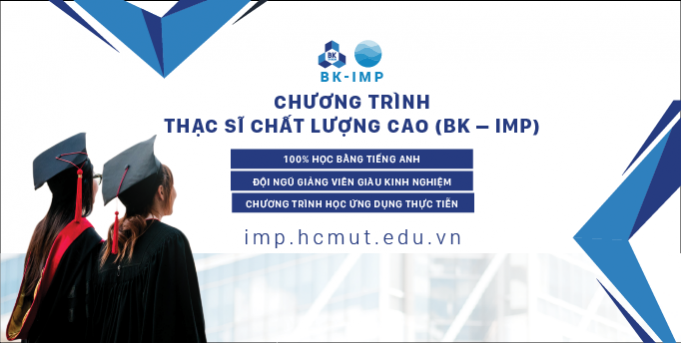 BK
BK-IMP
CHƯƠNG TRÌNH
THẠC SĨ CHẤT LƯỢNG CAO (BK – IMP)
100% HỌC BẰNG TIẾNG ANH
ĐỘI NGŨ GIẢNG VIÊN GIÀU KINH NGHIỆM
CHƯƠNG TRÌNH HỌC ỨNG DỤNG THỰC TIỄN
imp.hcmut.edu.vn